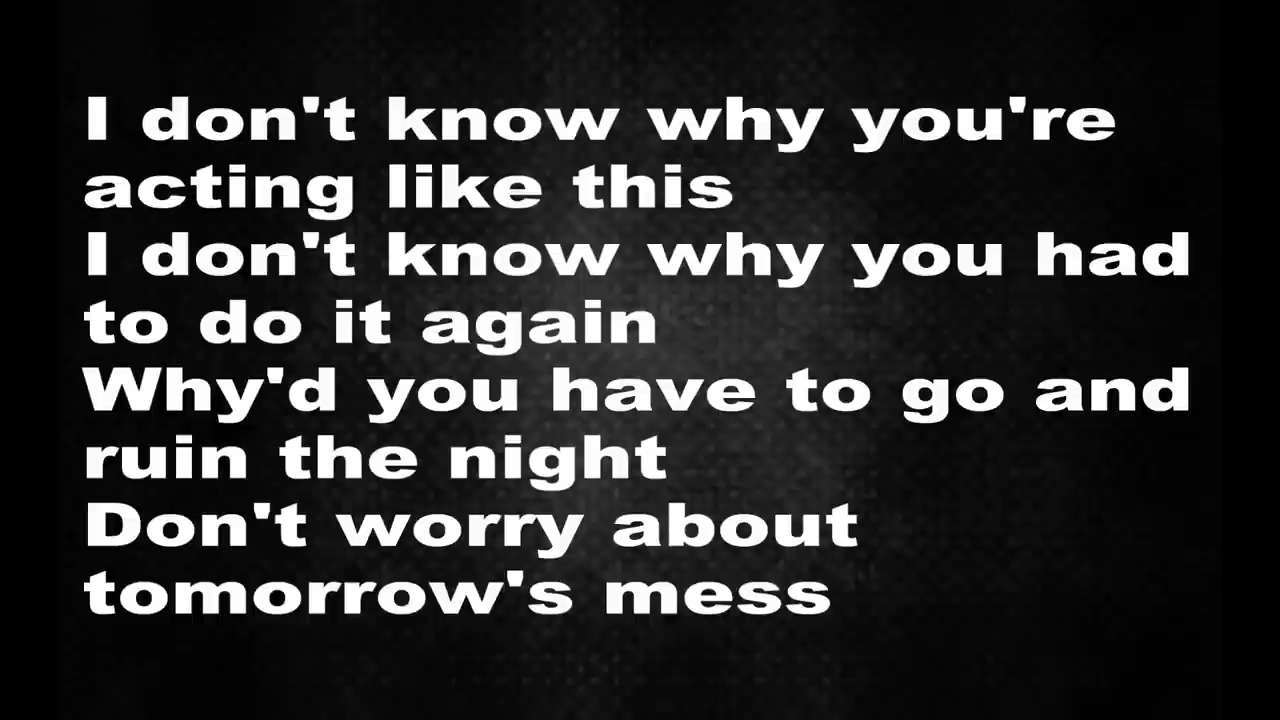 I don't know why you're
acting like this
I don't know why you had
to do it again
Why'd you have to go and
ruin the night
Don't worry about
tomorrow's mess